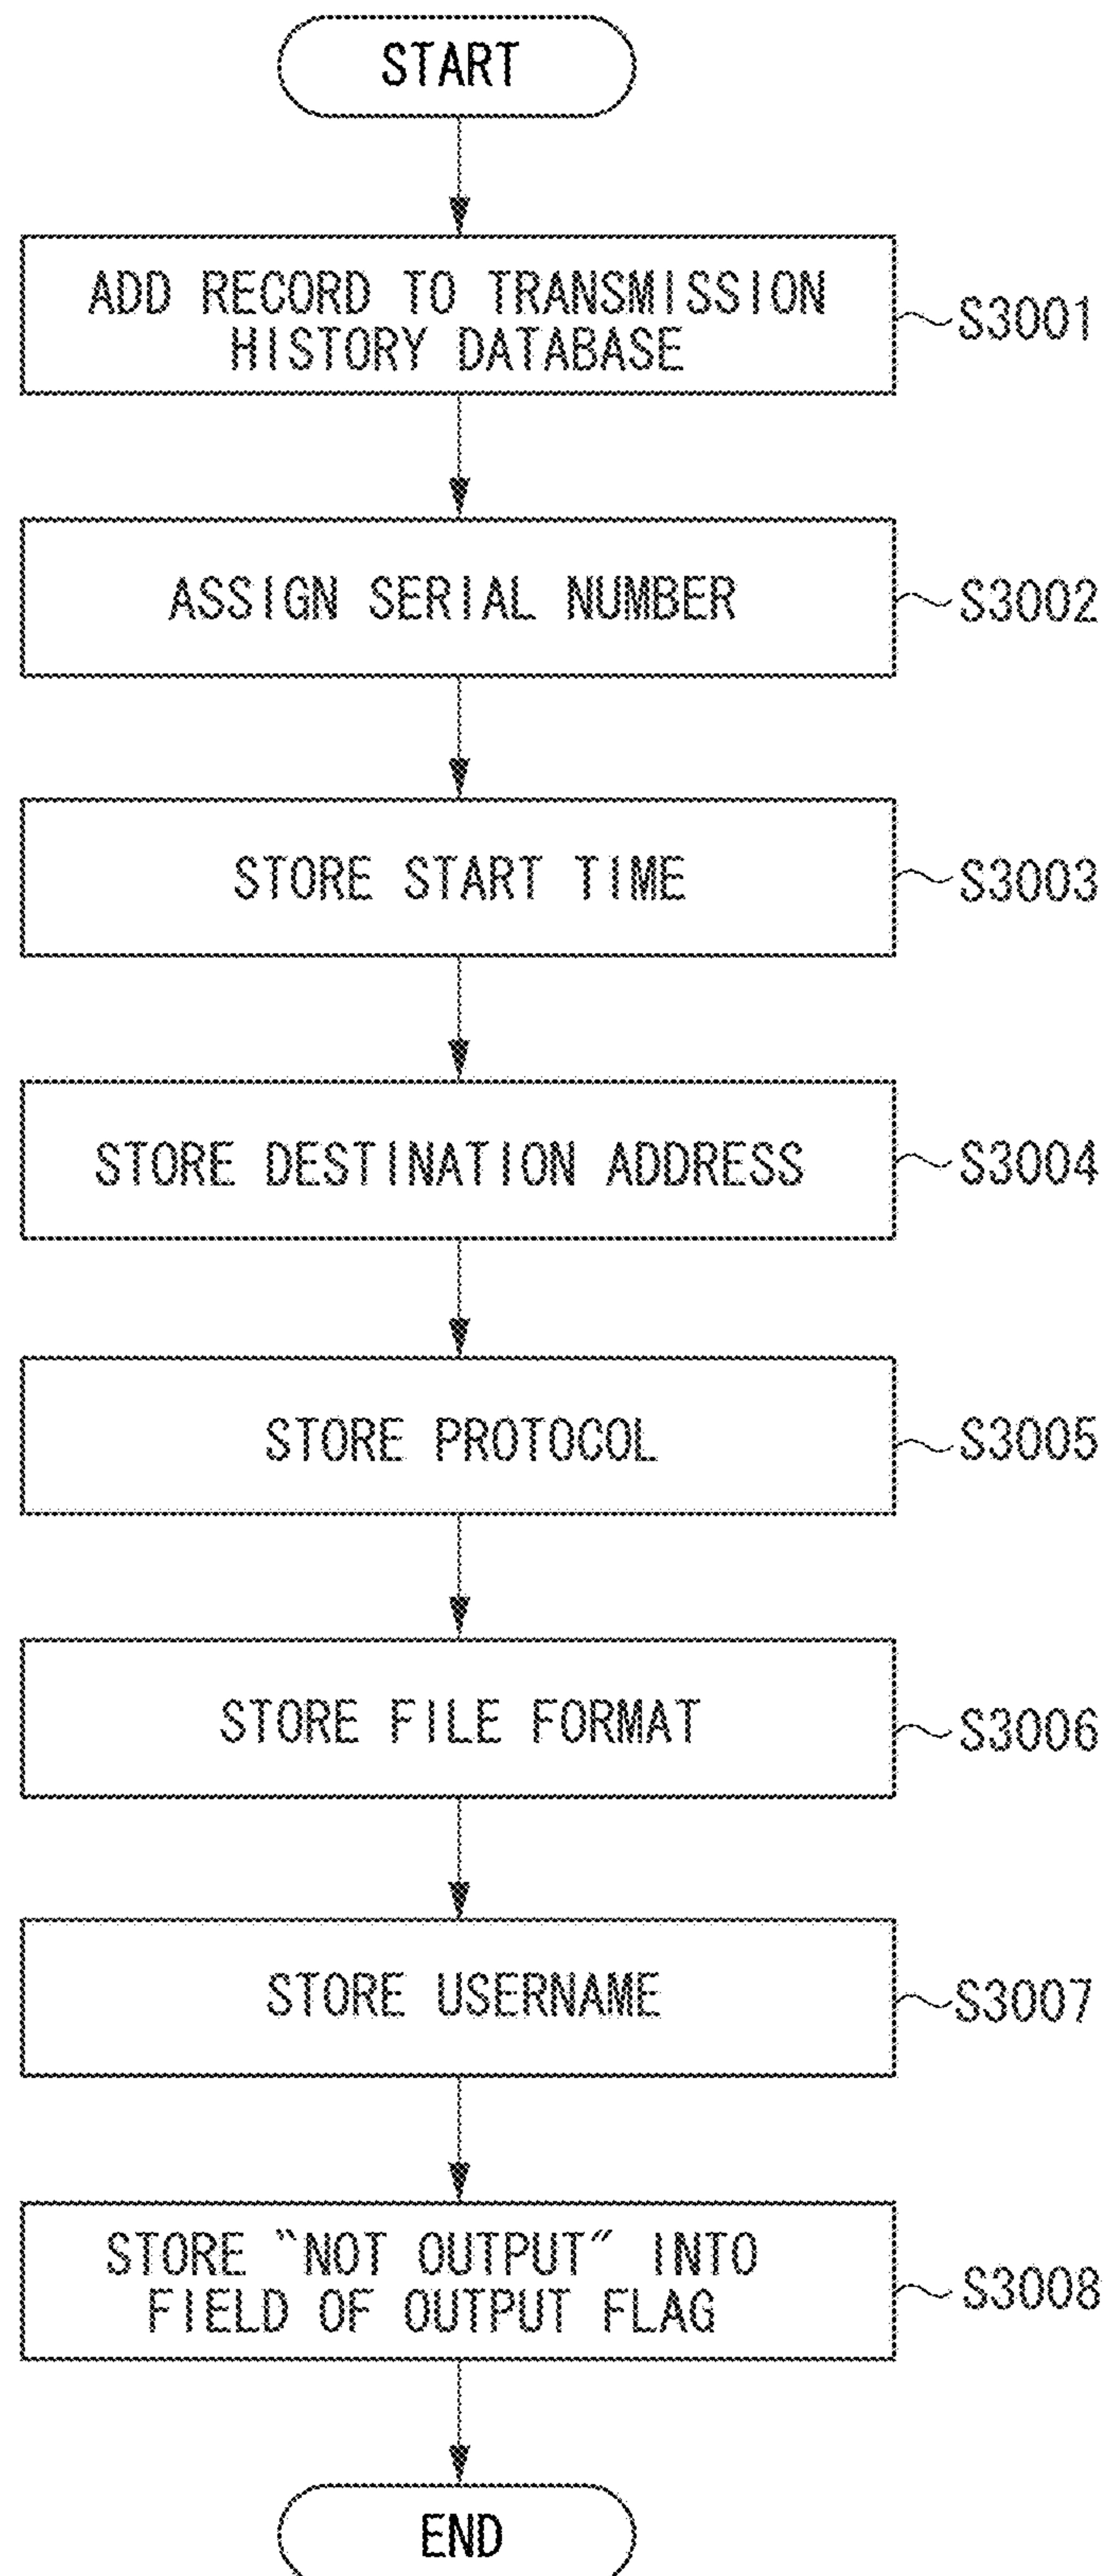 START
ADD RECORD TO TRANSMISSION
HISTORY DATABASE
S3001
ASSIGN SERIAL NUMBER
S3002
STORE START TIME
S3003
STORE DESTINATION ADDRESS
S3004
STORE PROTOCOL
S3005
STORE FILE FORMAT
S3006
STORE USERNAME
S3007
STORE “NOT OUTPUT” INTO
FIELD OF OUTPUT FLAG
S3008
END